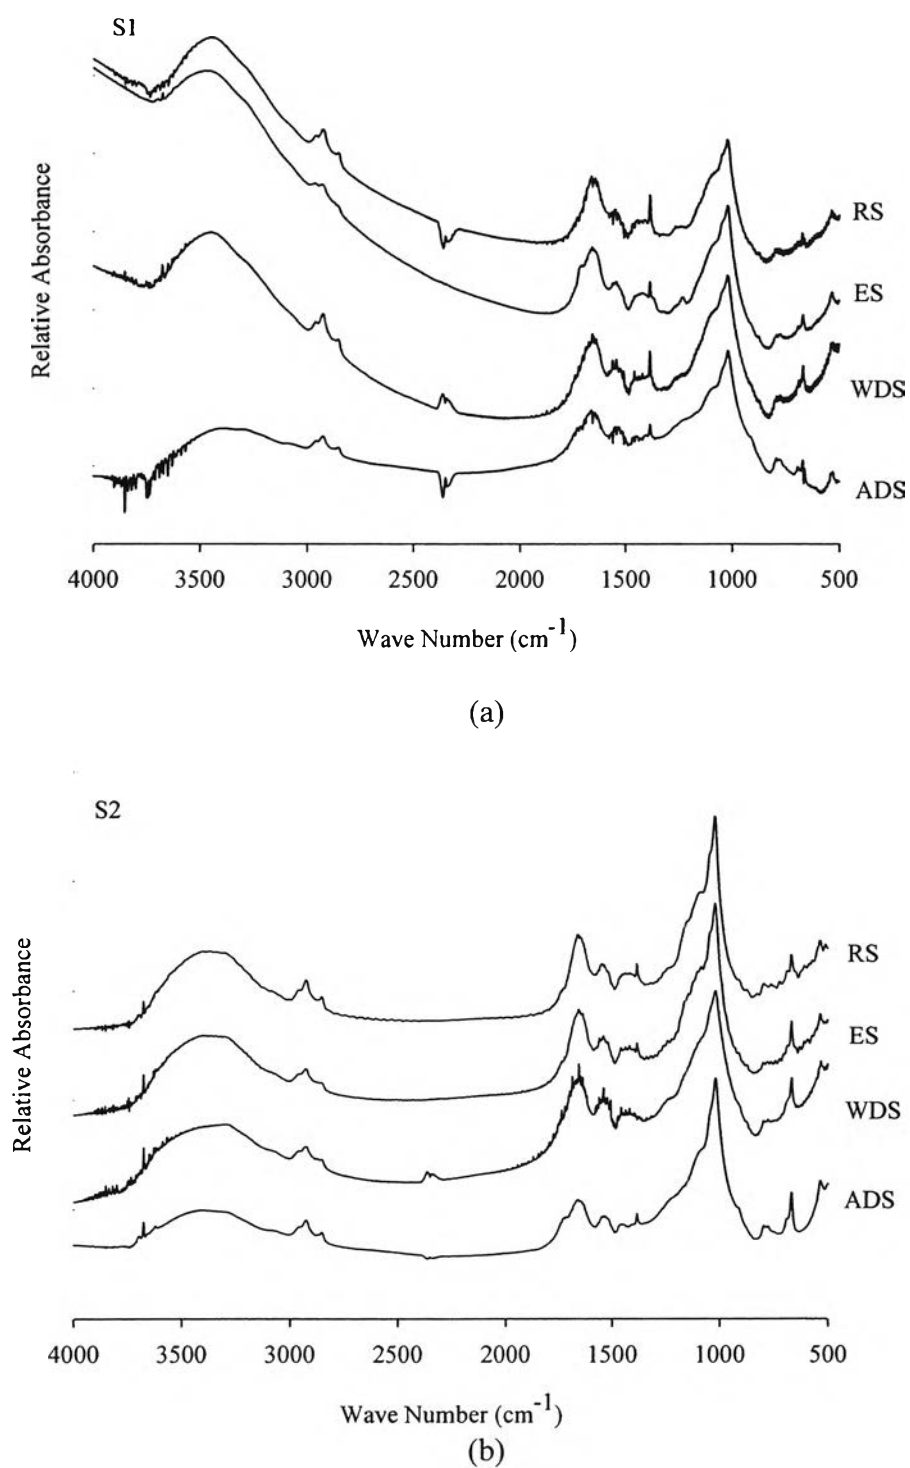 S1
Relative Absorbance
RS
ES
WDS
ADS
4000 3500 3000 2500 2000 1500 1000 500
Wave Number (cm-1)
(a)
S2
Relative Absorbance
RS
ES
WDS
ADS
4000 3500 3000 2500 2000 1500 1000 500
Wave Number (cm-1)
(b)